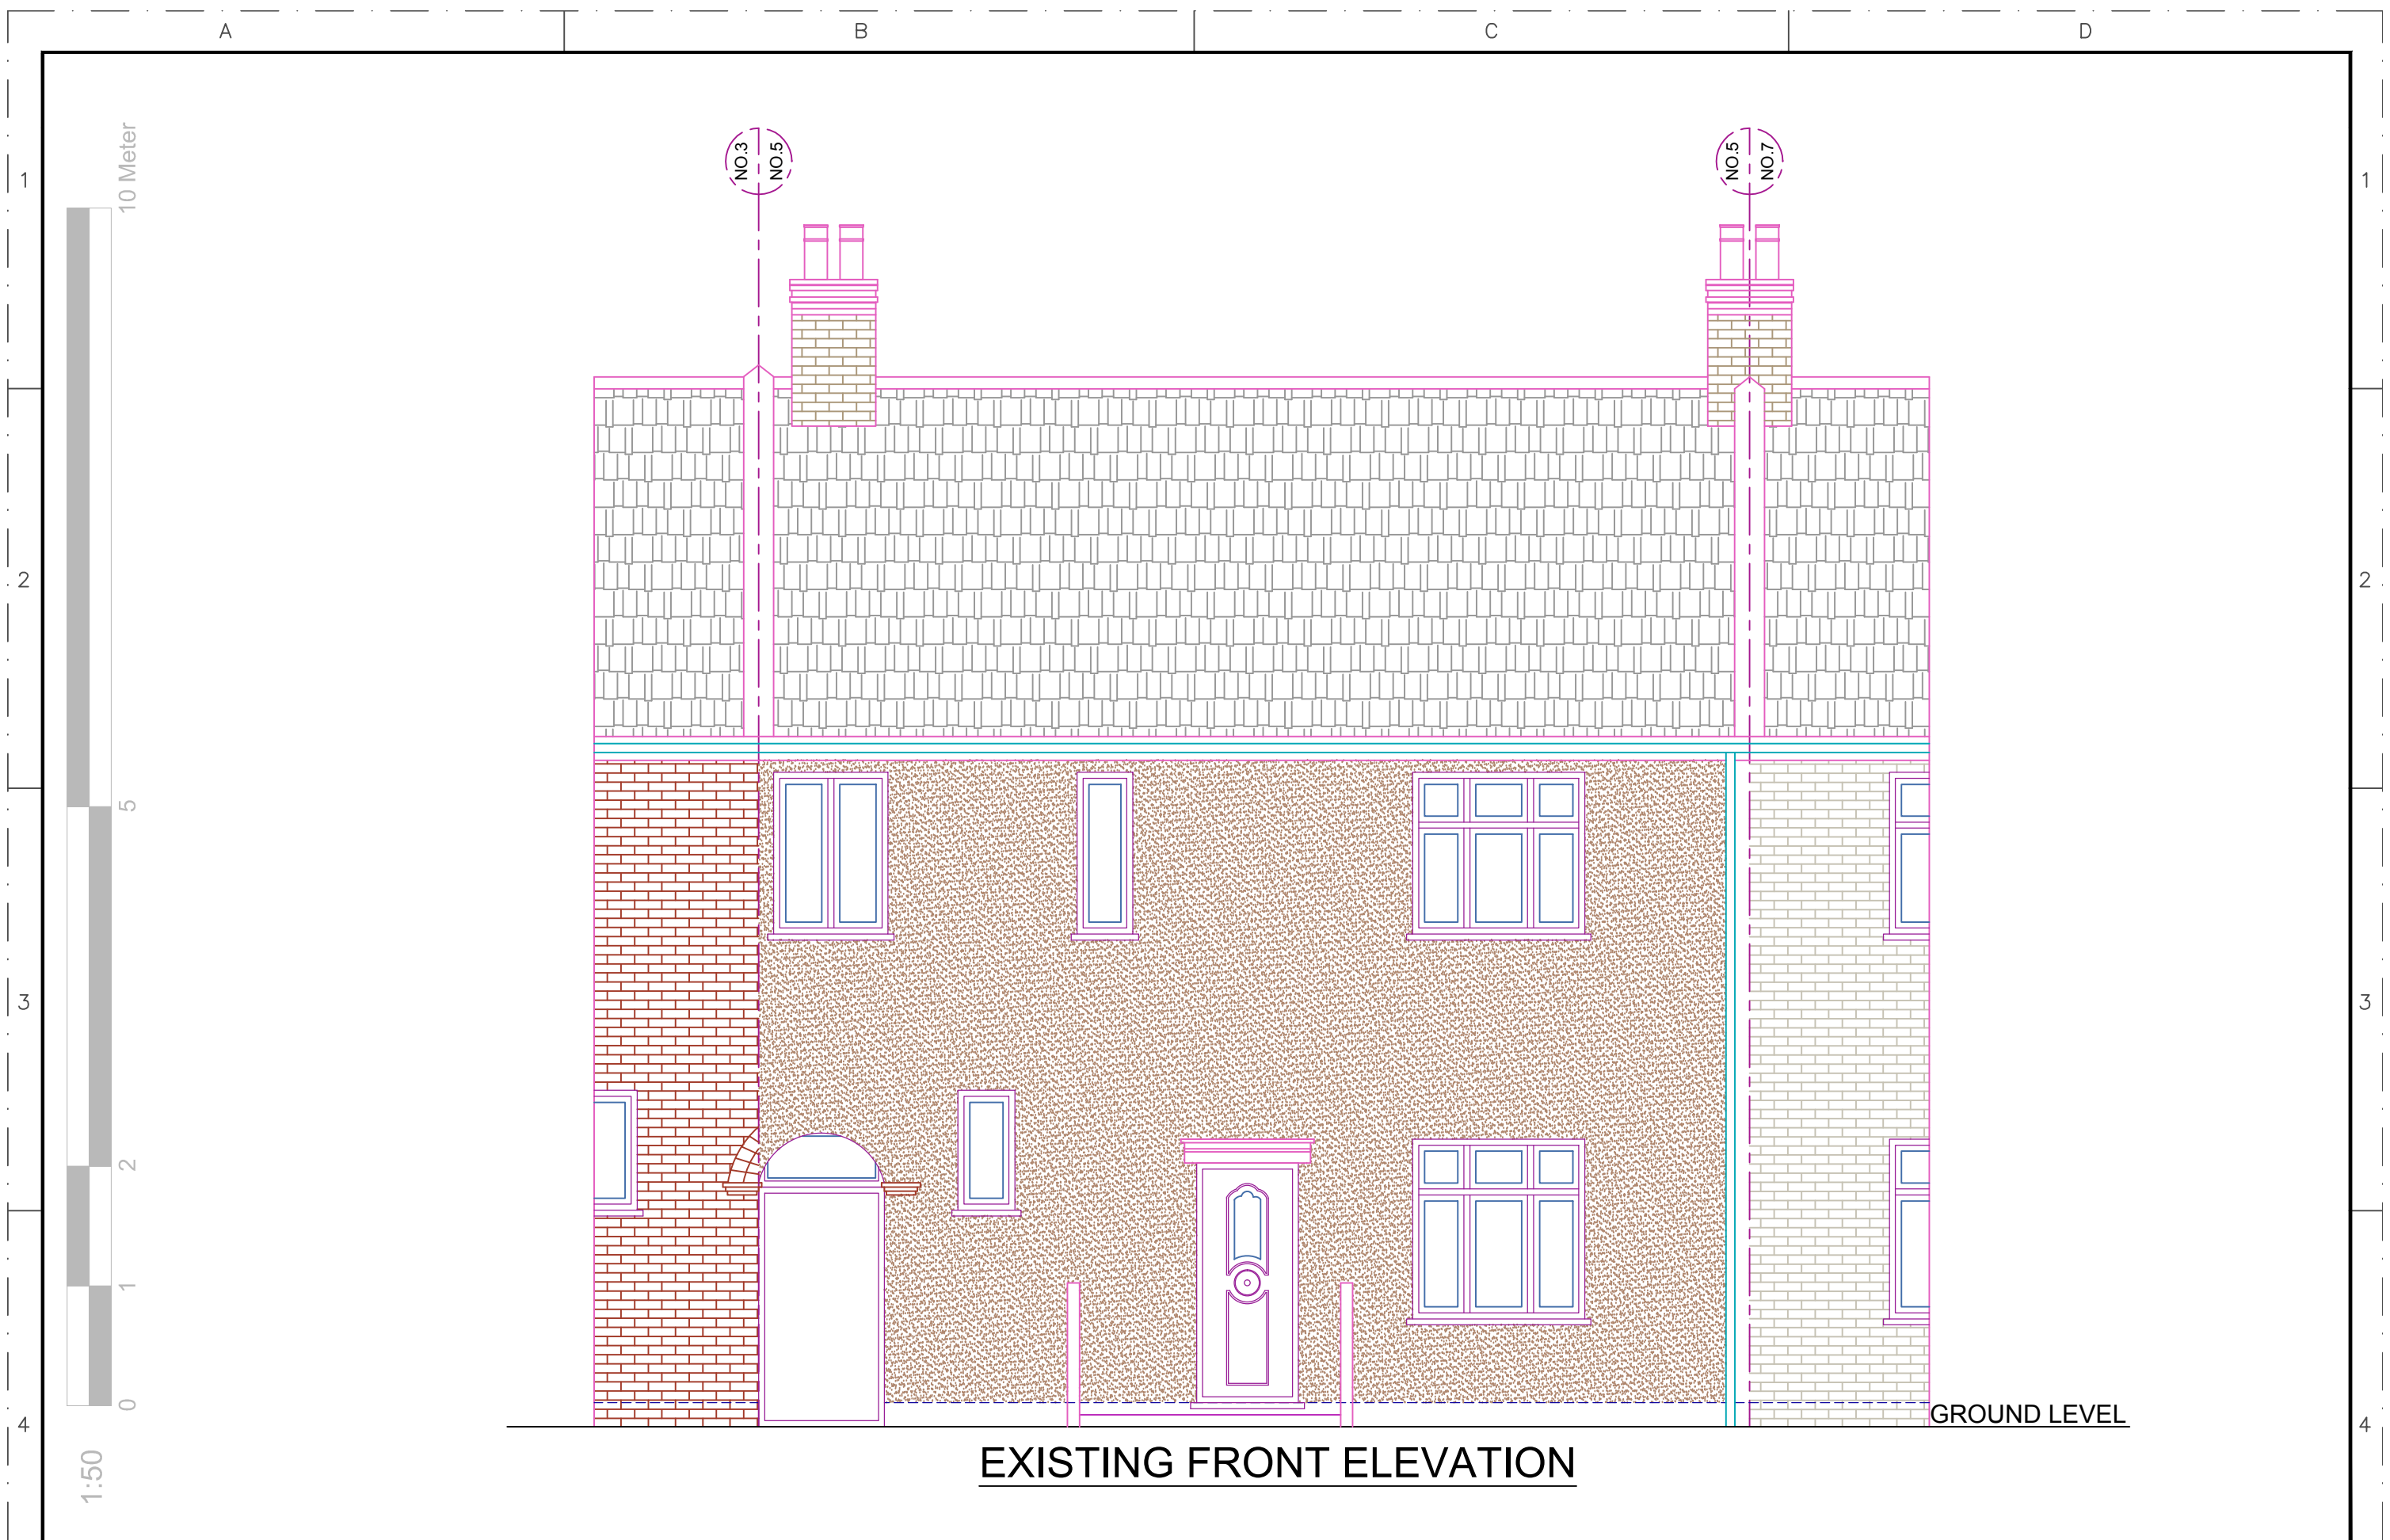 A B C D
10 Meter
NO.3
NO.5
NO.5
NO.7
1 1
2 2
5
3 3
2
1
0
4 4
GROUND LEVEL
EXISTING FRONT ELEVATION
1:50